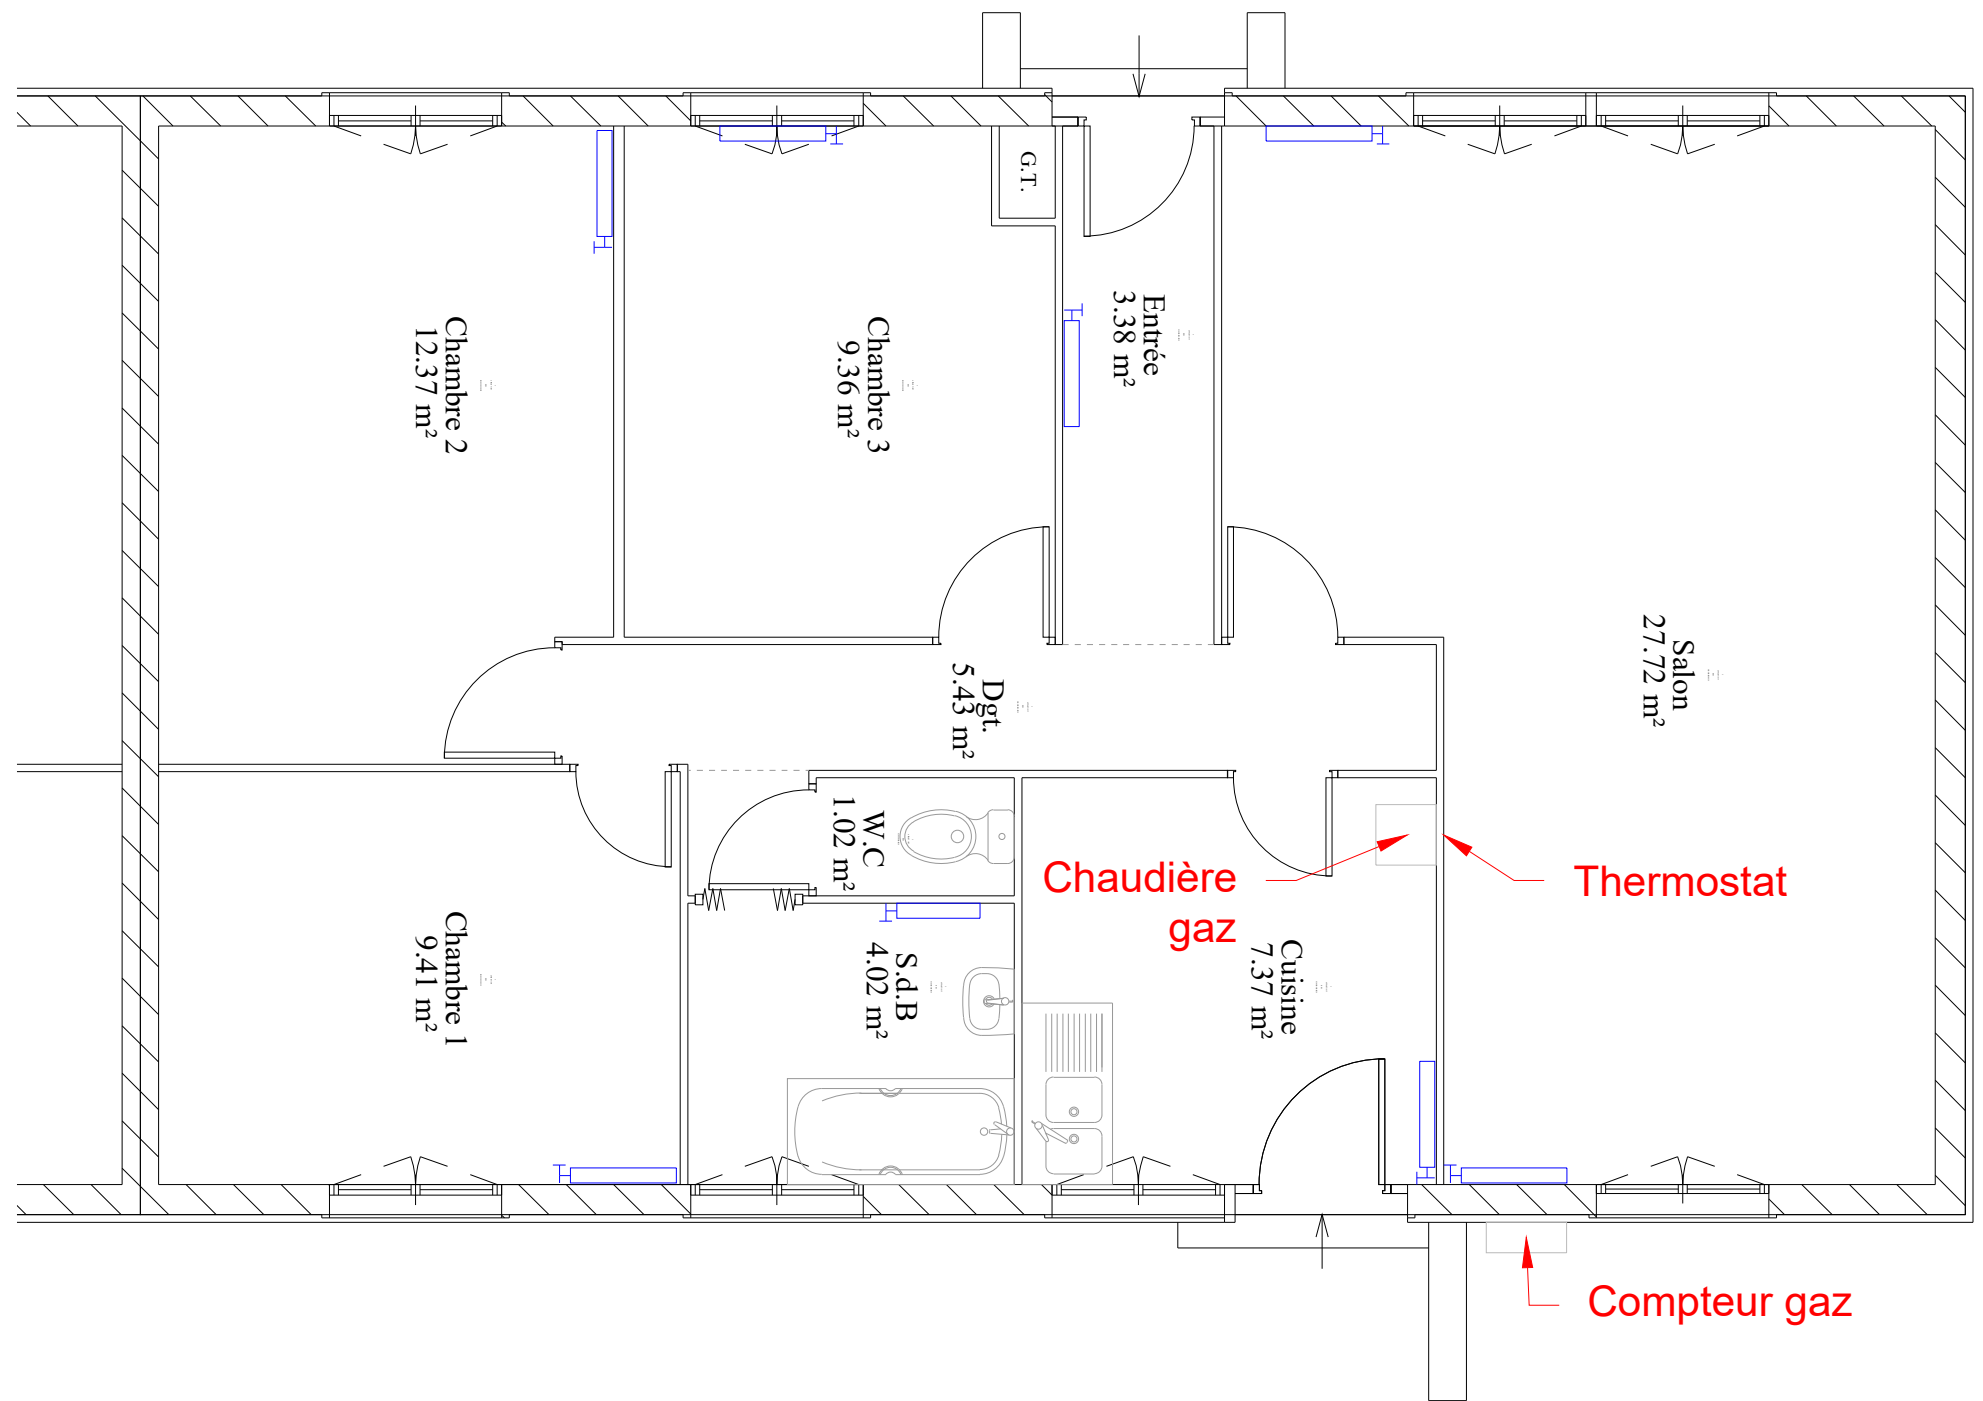 G.T.
Entrée
3.38 m²
Chambre 2
12.37 m²
Chambre 3
9.36 m²
Salon
27.72 m²
Dgt.
5.43 m²
W.C
1.02 m²
Chaudière
gaz
Thermostat
Chambre 1
9.41 m²
S.d.B
4.02 m²
Cuisine
7.37 m²
Compteur gaz